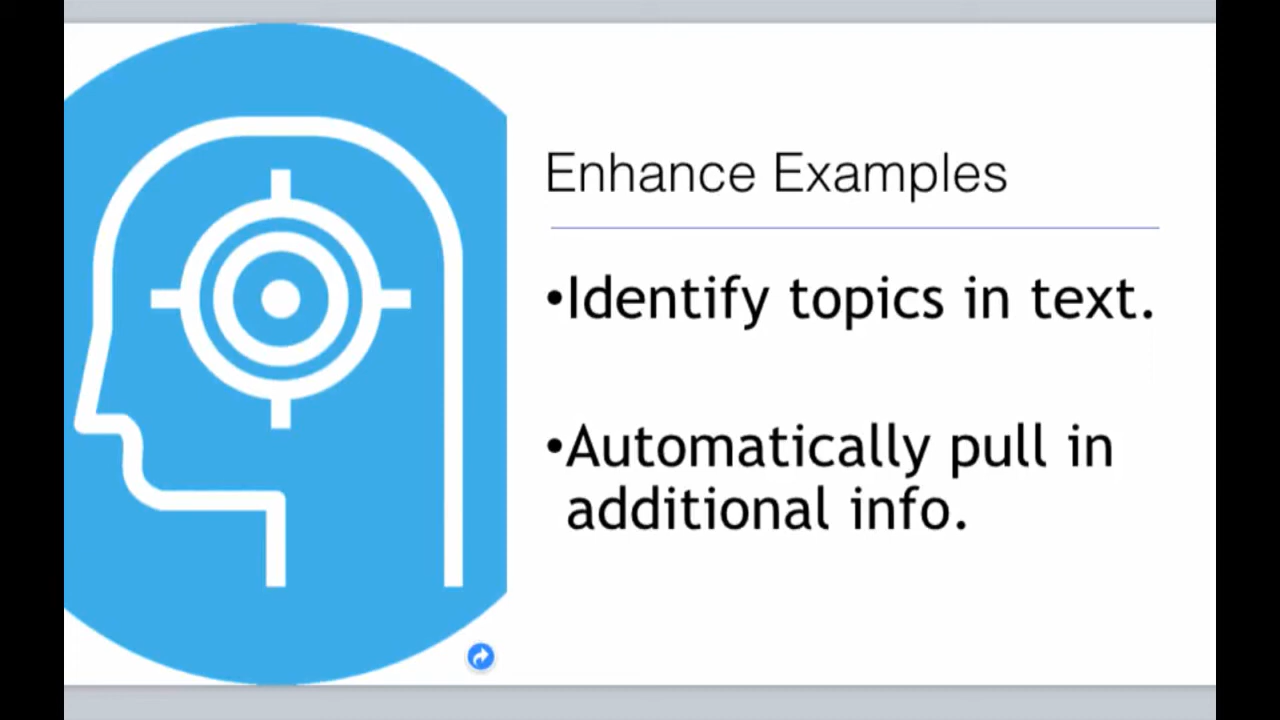 Enhance Examples
•Identify topics in text.
•Automatically pull in
additional info.